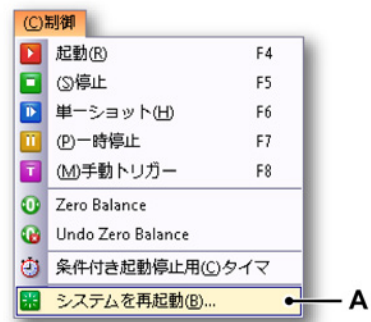 (C)制御
起動(R) F4
(S)停止 F5
単一ショット(H) F6
(P)一時停止 F7
(M)手動トリガー F8
Zero Balance
Undo Zero Balance
条件付き起動停止用(C)タイマ
システムを再起動(B)... A